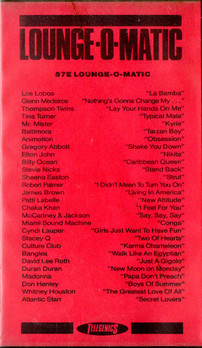 LOUNGE-O-MATIC
87E LOUNGE-O-MATIC
Los Lobos "La Bamba"
Glenn Medeiros "Nothing's Gonna Change My . . ."
Thompson Twins "Lay Your Hands On Me"
Tina Turner "Typical Male"
Mr. Mister "Kyrie"
Baltimora "Tarzan Boy"
Animotion "Obsession"
Gregory Abbott "Shake You Down"
Elton John "Nikita"
Billy Ocean "Caribbean Queen"
Stevie Nicks "Stand Back"
Sheena Easton "Strut"
Robert Palmer "I Didn't Mean To Turn You On"
James Brown "Living in America"
Patti Labelle "New Attitude"
Chaka Khan "I Feel For You"
McCartney & Jackson "Say, Say, Say"
Miami Sound Machine "Conga"
Cyndi Lauper "Girls Just Want To Have Fun"
Stacey Q "Two Of Hearts"
Culture Club "Karma Chameleon"
Bangles "Walk Like An Egyptian"
David Lee Roth "Just A Gigolo"
Duran Duran "New Moon on Monday"
Madonna "Papa Don't Preach"
Don Henley "Boys Of Summer"
Whitney Houston "The Greatest Love Of All"
Atlantic Starr "Secret Lovers"
TELEGENICS